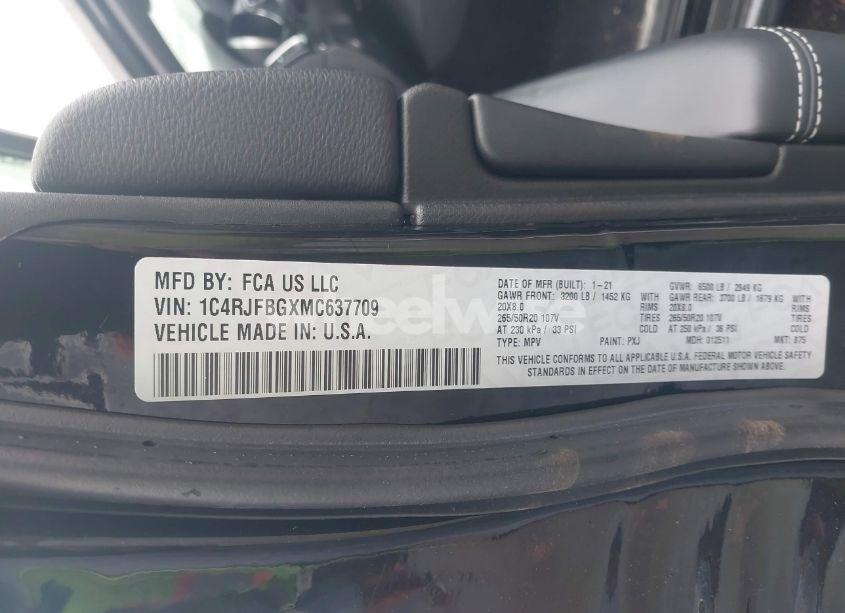 MFD BY: FCA US LLC
VIN: 1C4RJFBGXMC637709
VEHICLE MADE IN: U.S.A.
DATE OF MFR (BUILT): 1-21 GVWR: 6500 LB / 2949 KG
GAWR FRONT: 3200 LB / 1452 KG WITH GAWR REAR: 3700 LB / 1679 KG WITH
20X8.0 RIMS 20X8.0 RIMS
265/50R20 107V TIRES 265/50R20 107V TIRES
AT 230 kPa / 33 PSI AT 250 kPa / 36 PSI
TYPE: MPV PAINT: PXJ MDH: 012511 MKT: 875
THIS VEHICLE CONFORMS TO ALL APPLICABLE U.S.A. FEDERAL MOTOR VEHICLE SAFETY
STANDARDS IN EFFECT ON THE DATE OF MANUFACTURE SHOWN ABOVE.